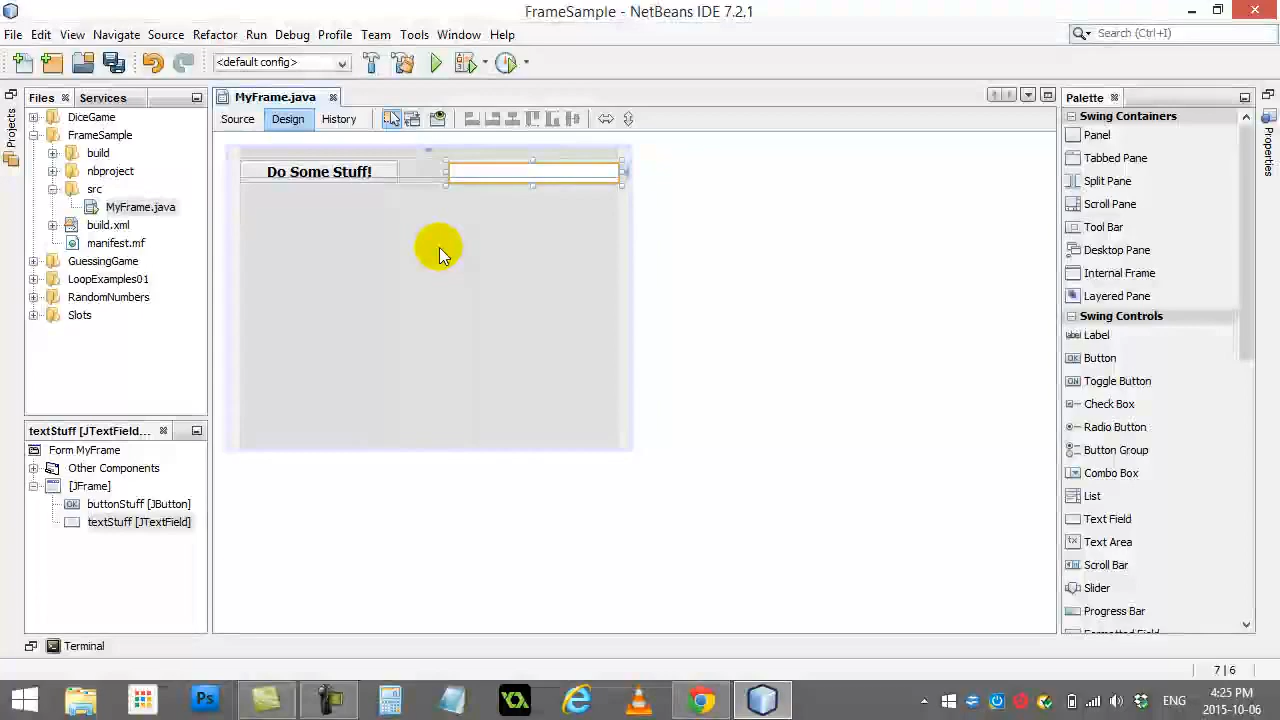 FrameSample - NetBeans IDE 7.2.1
File Edit View Navigate Source Refactor Run Debug Profile Team Tools Window Help
Search (Ctrl+I)
<default config>
Projects
Files Services
DiceGame
FrameSample
build
nbproject
src
MyFrame.java
build.xml
manifest.mf
GuessingGame
LoopExamples01
RandomNumbers
Slots
textStuff [JTextField...
Form MyFrame
Other Components
[JFrame]
OK buttonStuff [JButton]
textStuff [JTextField]
Terminal
MyFrame.java
Source Design History
Do Some Stuff!
Palette
Swing Containers
Panel
Tabbed Pane
Split Pane
Scroll Pane
Tool Bar
Desktop Pane
Internal Frame
Layered Pane
Swing Controls
label Label
OK Button
ON Toggle Button
Check Box
Radio Button
Button Group
Combo Box
List
Text Field
Text Area
Scroll Bar
Slider
Progress Bar
Properties
7 | 6
Ps
ENG
4:25 PM
2015-10-06